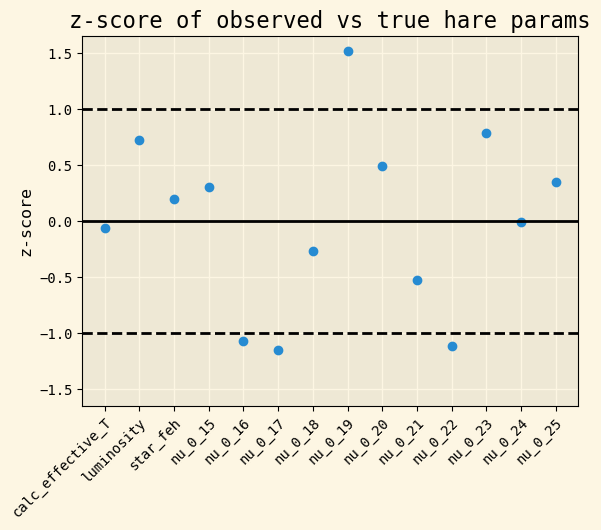 z-score of observed vs true hare params
z-score
1.5
1.0
0.5
0.0
−0.5
−1.0
−1.5
calc_effective_T
luminosity
star_feh
nu_0_15
nu_0_16
nu_0_17
nu_0_18
nu_0_19
nu_0_20
nu_0_21
nu_0_22
nu_0_23
nu_0_24
nu_0_25